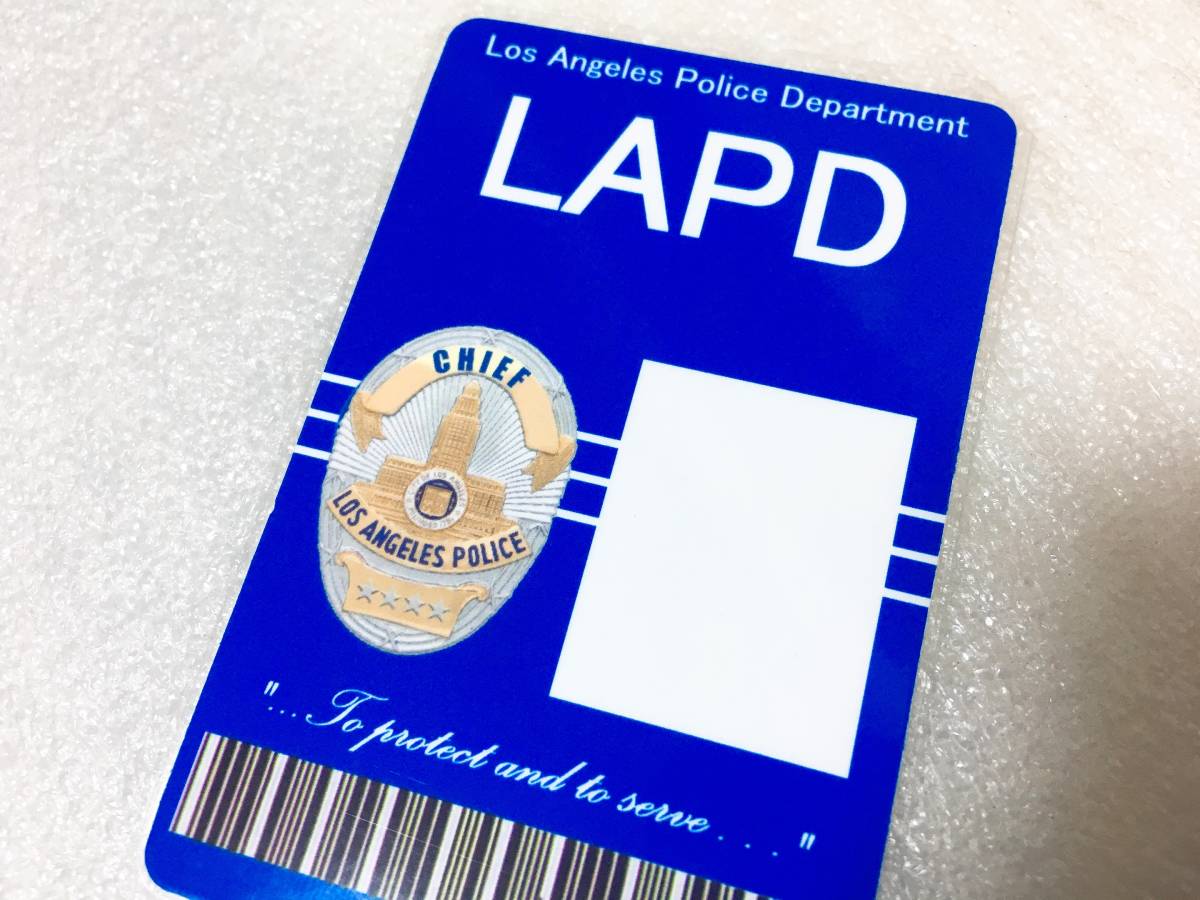 Los Angeles Police Department
LAPD
CHIEF
LOS ANGELES POLICE
"... To protect and to serve . . . "